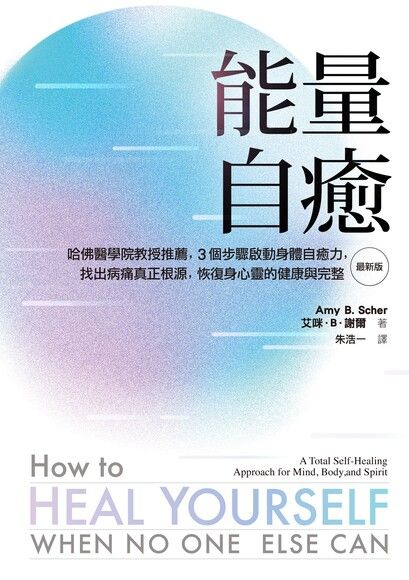 能量
自癒
哈佛醫學院教授推薦，3個步驟啟動身體自癒力，
找出病痛真正根源，恢復身心靈的健康與完整
最新版
Amy B. Scher
艾咪·B·謝爾 著
朱浩一 譯
How to
A Total Self-Healing
Approach for Mind, Body,and Spirit
HEAL YOURSELF
WHEN NO ONE ELSE CAN